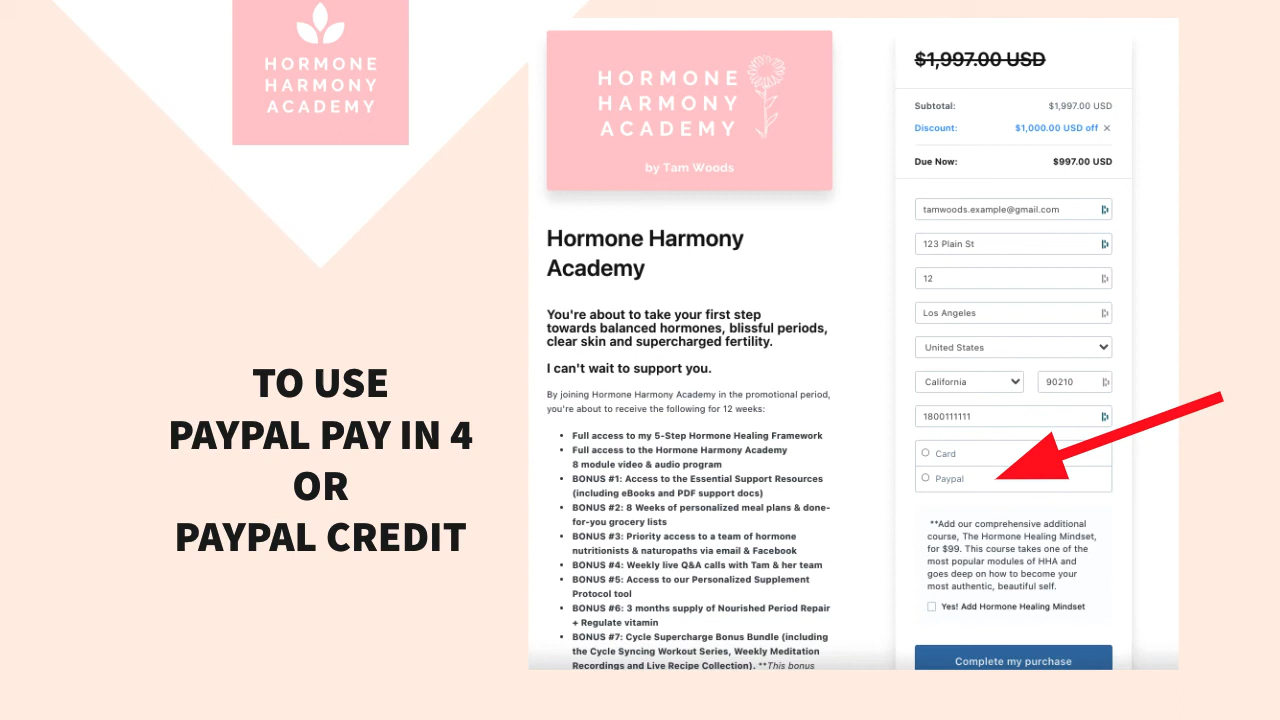 HORMONE
HARMONY
ACADEMY
TO USE
PAYPAL PAY IN 4
OR
PAYPAL CREDIT
HORMONE
HARMONY
ACADEMY
by Tam Woods
Hormone Harmony
Academy
You're about to take your first step
towards balanced hormones, blissful periods,
clear skin and supercharged fertility.
I can't wait to support you.
By joining Hormone Harmony Academy in the promotional period,
you're about to receive the following for 12 weeks:
• Full access to my 5-Step Hormone Healing Framework
• Full access to the Hormone Harmony Academy
8 module video & audio program
• BONUS #1: Access to the Essential Support Resources
(including eBooks and PDF support docs)
• BONUS #2: 8 Weeks of personalized meal plans & done-
for-you grocery lists
• BONUS #3: Priority access to a team of hormone
nutritionists & naturopaths via email & Facebook
• BONUS #4: Weekly live Q&A calls with Tam & her team
• BONUS #5: Access to our Personalized Supplement
Protocol tool
• BONUS #6: 3 months supply of Nourished Period Repair
+ Regulate vitamin
• BONUS #7: Cycle Supercharge Bonus Bundle (including
the Cycle Syncing Workout Series, Weekly Meditation
Recordings and Live Recipe Collection). **This bonus
$1,997.00 USD
Subtotal: $1,997.00 USD
Discount: $1,000.00 USD off ×
Due Now: $997.00 USD
tamwoods.example@gmail.com
123 Plain St
12
Los Angeles
United States
California 90210
1800111111
Card
Paypal
**Add our comprehensive additional
course, The Hormone Healing Mindset,
for $99. This course takes one of the
most popular modules of HHA and
goes deep on how to become your
most authentic, beautiful self.
Yes! Add Hormone Healing Mindset
Complete my purchase